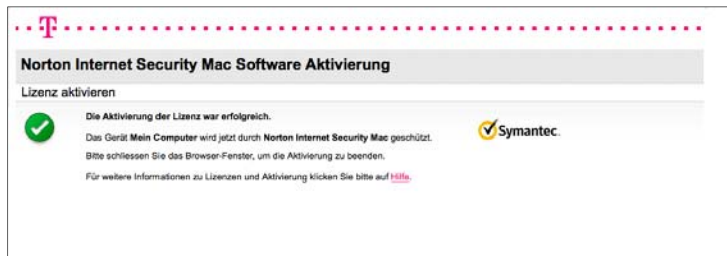 T
Norton Internet Security Mac Software Aktivierung
Lizenz aktivieren
Die Aktivierung der Lizenz war erfolgreich.
Das Gerät Mein Computer wird jetzt durch Norton Internet Security Mac geschützt.
Symantec.
Bitte schliessen Sie das Browser-Fenster, um die Aktivierung zu beenden.
Für weitere Informationen zu Lizenzen und Aktivierung klicken Sie bitte auf Hilfe.